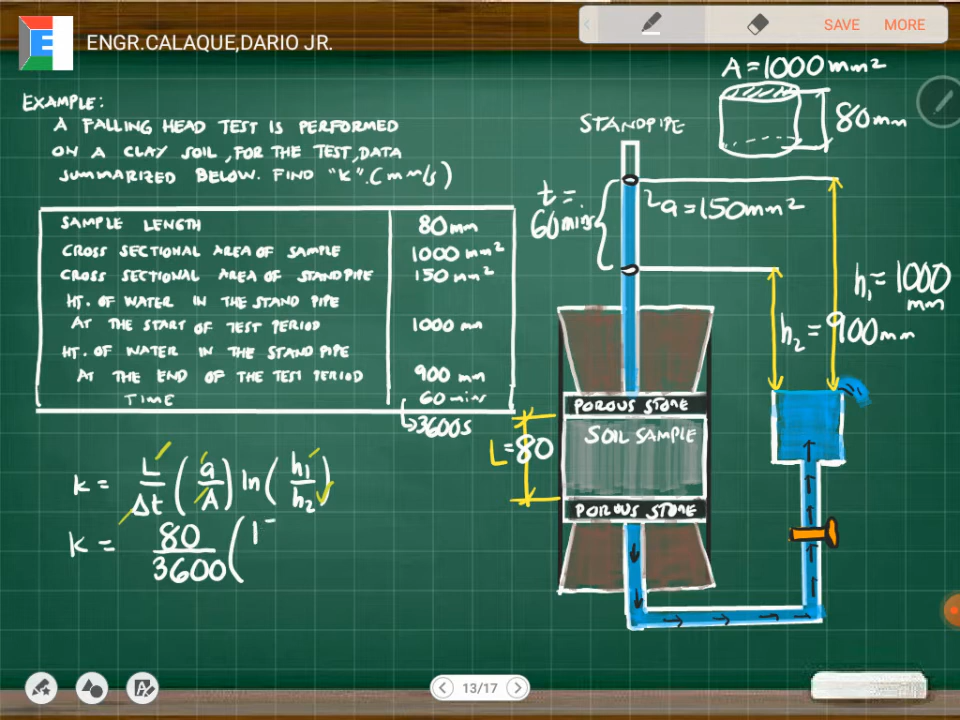 E
ENGR.CALAQUE,DARIO JR.
SAVE
MORE
EXAMPLE:
A FALLING HEAD TEST IS PERFORMED
ON A CLAY SOIL, FOR THE TEST, DATA
SUMMARIZED BELOW. FIND "K". (mm/s)
SAMPLE LENGTH 80mm
CROSS SECTIONAL AREA OF SAMPLE 1000 mm²
CROSS SECTIONAL AREA OF STANDPIPE 150 mm²
HT. OF WATER IN THE STAND PIPE
AT THE START OF TEST PERIOD 1000 mm
HT. OF WATER IN THE STAND PIPE
AT THE END OF THE TEST PERIOD 900 mm
TIME 60 mins
↳3600s
K = L/Δt (a/A) ln (h₁/h₂)
K = 80/3600 (1
A=1000mm²
80mm
STANDPIPE
t=
60mins
a=150mm²
h₁=1000
mm
h₂=900mm
POROUS STONE
SOIL SAMPLE
L=80
POROUS STONE
13/17